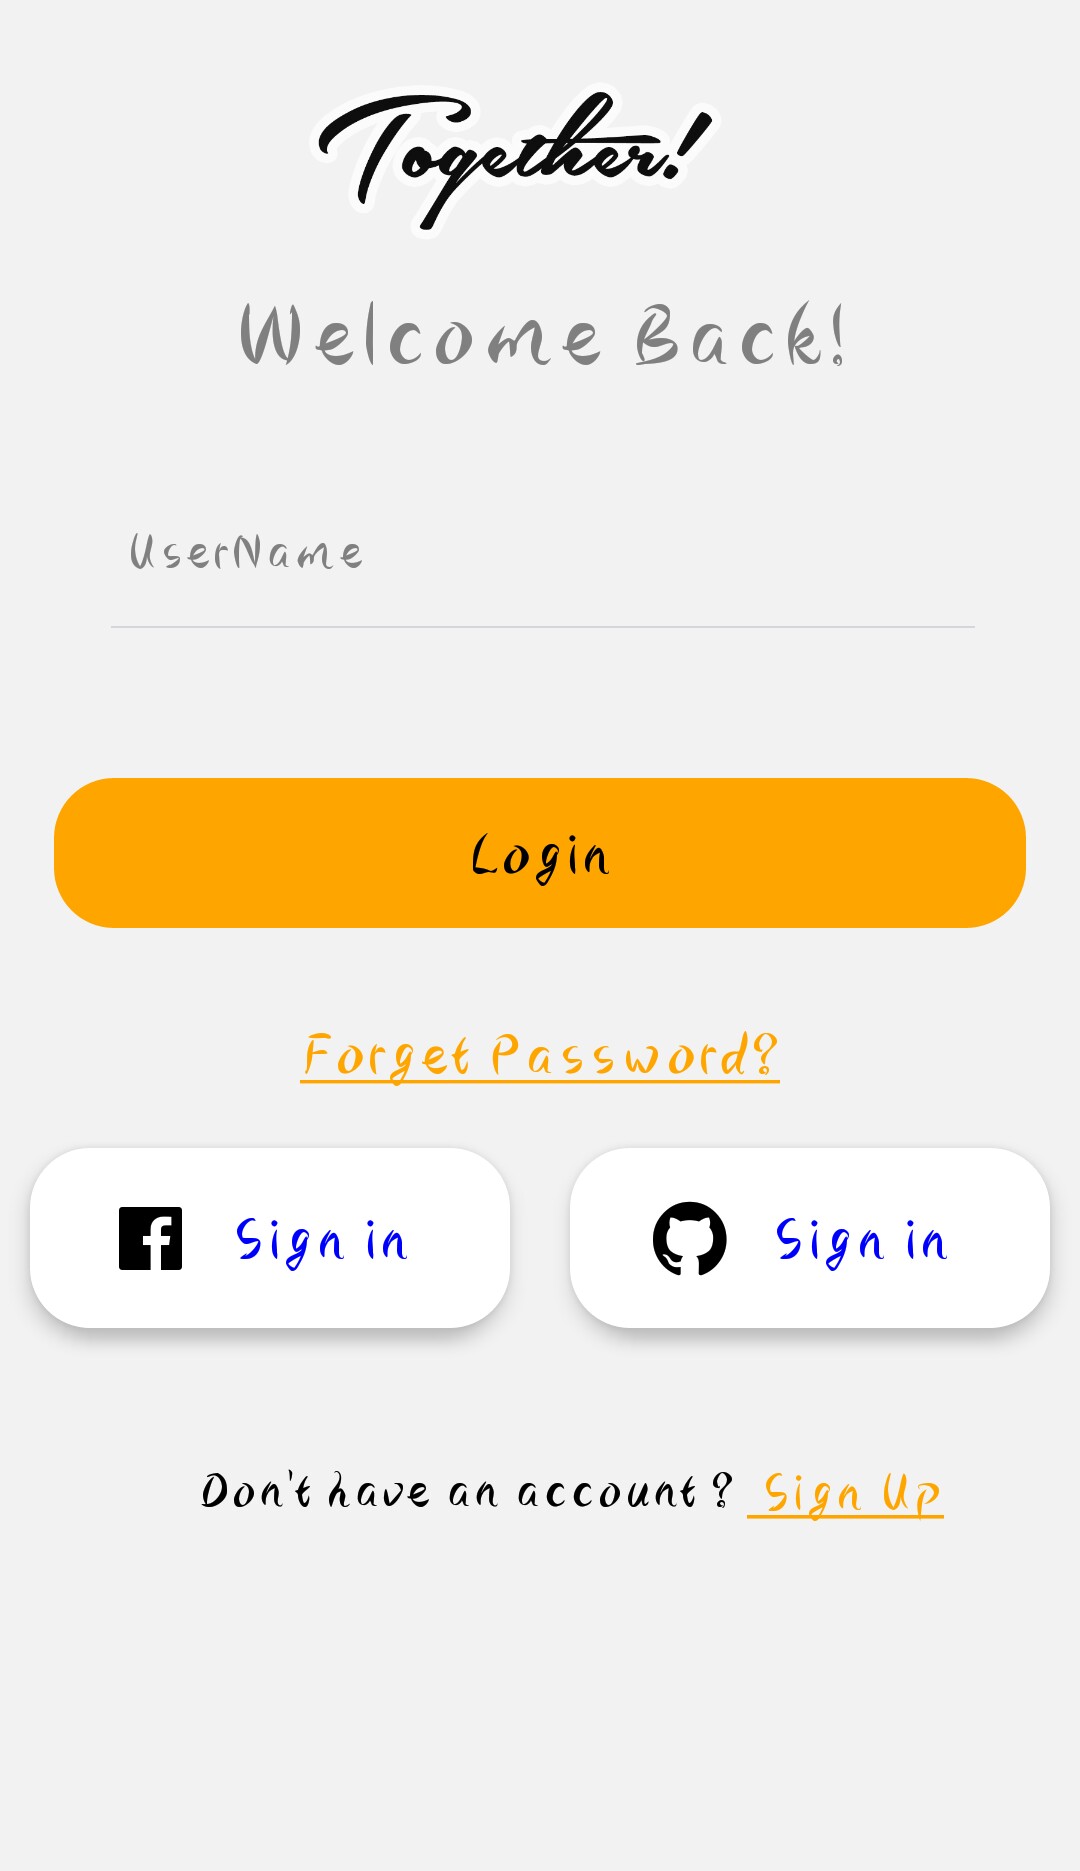 Together!
Welcome Back!
UserName
Login
Forget Password?
Sign in
Sign in
Don't have an account ? Sign Up